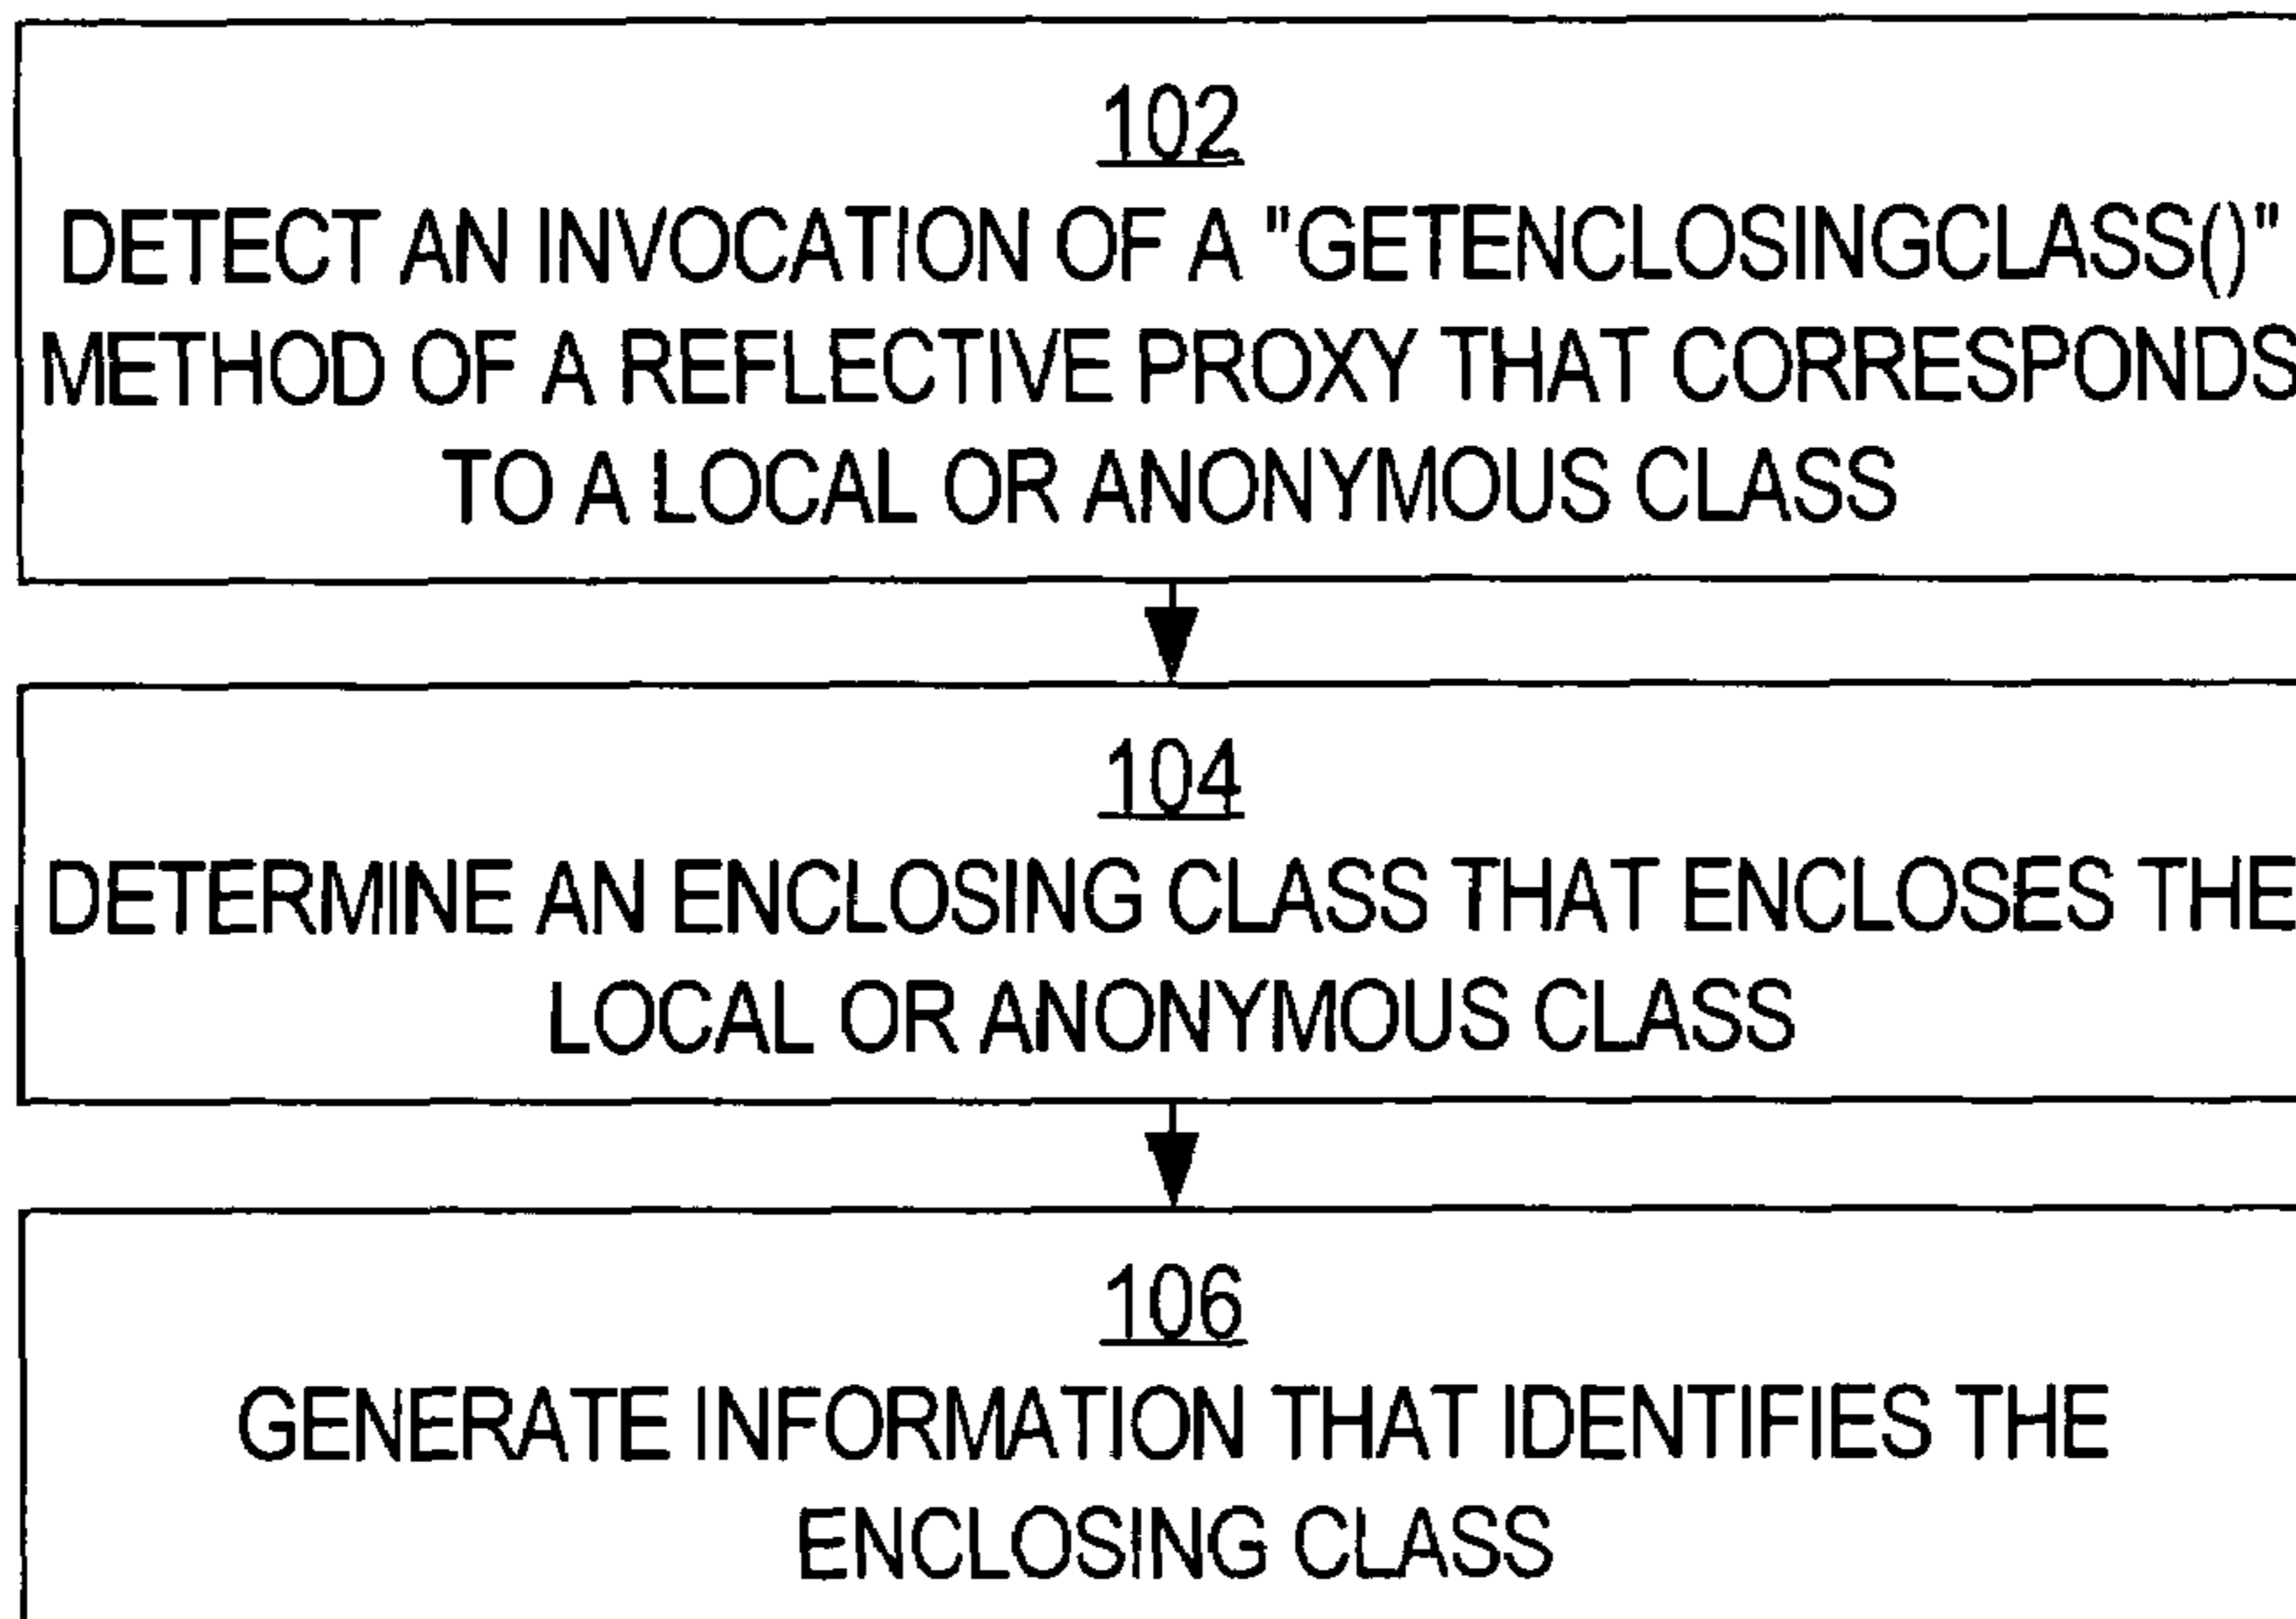 102
DETECT AN INVOCATION OF A "GETENCLOSINGCLASS()"
METHOD OF A REFLECTIVE PROXY THAT CORRESPONDS
TO A LOCAL OR ANONYMOUS CLASS
104
DETERMINE AN ENCLOSING CLASS THAT ENCLOSES THE
LOCAL OR ANONYMOUS CLASS
106
GENERATE INFORMATION THAT IDENTIFIES THE
ENCLOSING CLASS